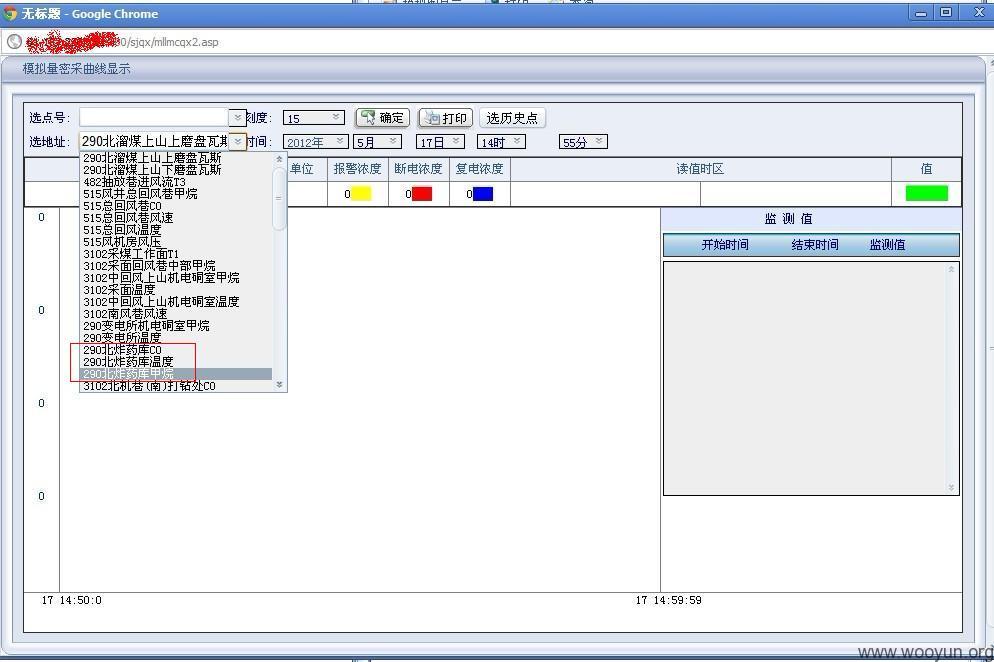 无标题 - Google Chrome
0/sjqx/mllmcqx2.asp
模拟量密采曲线显示
选点号: 刻度: 15 确定 打印 选历史点
选地址: 290北溜煤上山上磨盘瓦斯 时间: 2012年 5月 17日 14时 55分
单位 报警浓度 断电浓度 复电浓度 读值时区 值
0 0 0
290北溜煤上山上磨盘瓦斯
290北溜煤上山下磨盘瓦斯
482抽放巷进风流T3
515风井总回风巷甲烷
515总回风巷CO
515总回风巷风速
515总回风温度
515风机房风压
3102采煤工作面T1
3102采面回风巷中部甲烷
3102中回风上山机电硐室甲烷
3102采面温度
3102中回风上山机电硐室温度
3102南风巷风速
290变电所机电硐室甲烷
290变电所温度
290北炸药库CO
290北炸药库温度
290北炸药库甲烷
3102北机巷(南)打钻处CO
0
0
0
0
监 测 值
开始时间 结束时间 监测值
17 14:50:0 17 14:59:59
www.wooyun.org